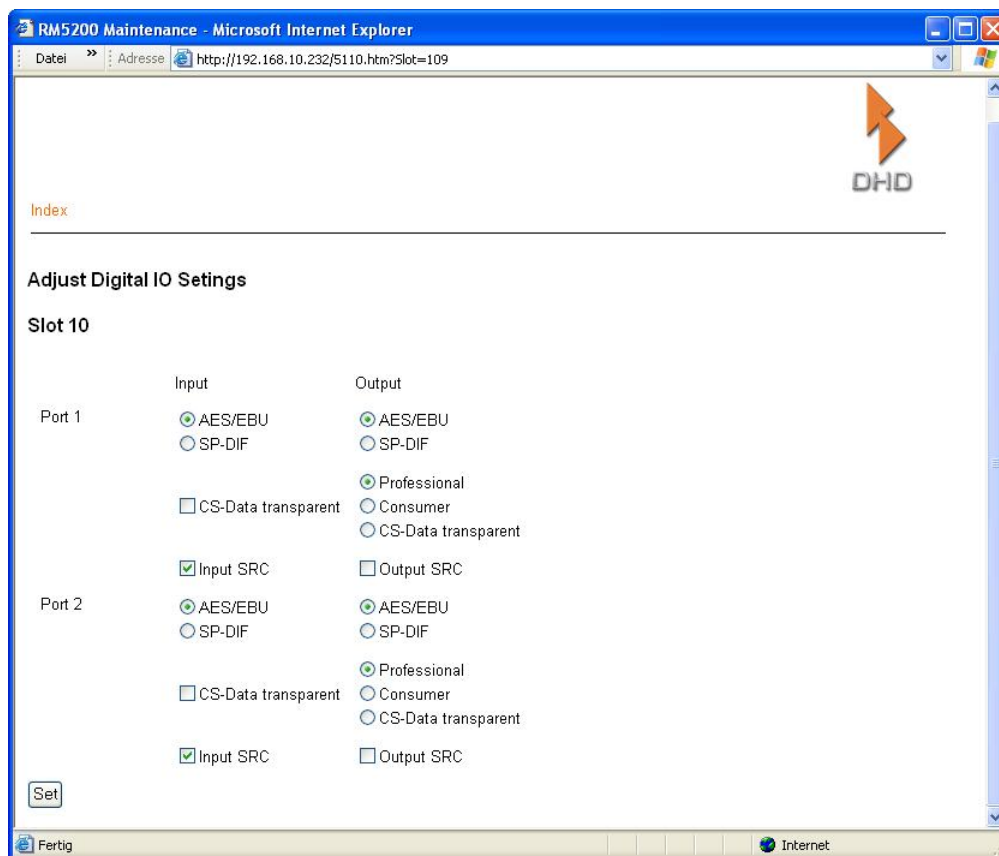 RM5200 Maintenance - Microsoft Internet Explorer
Datei » Adresse http://192.168.10.232/5110.htm?Slot=109
DHD
Index
Adjust Digital IO Setings
Slot 10
Input Output
Port 1 AES/EBU AES/EBU
SP-DIF SP-DIF
Professional
CS-Data transparent Consumer
CS-Data transparent
Input SRC Output SRC
Port 2 AES/EBU AES/EBU
SP-DIF SP-DIF
Professional
CS-Data transparent Consumer
CS-Data transparent
Input SRC Output SRC
Set
Fertig Internet